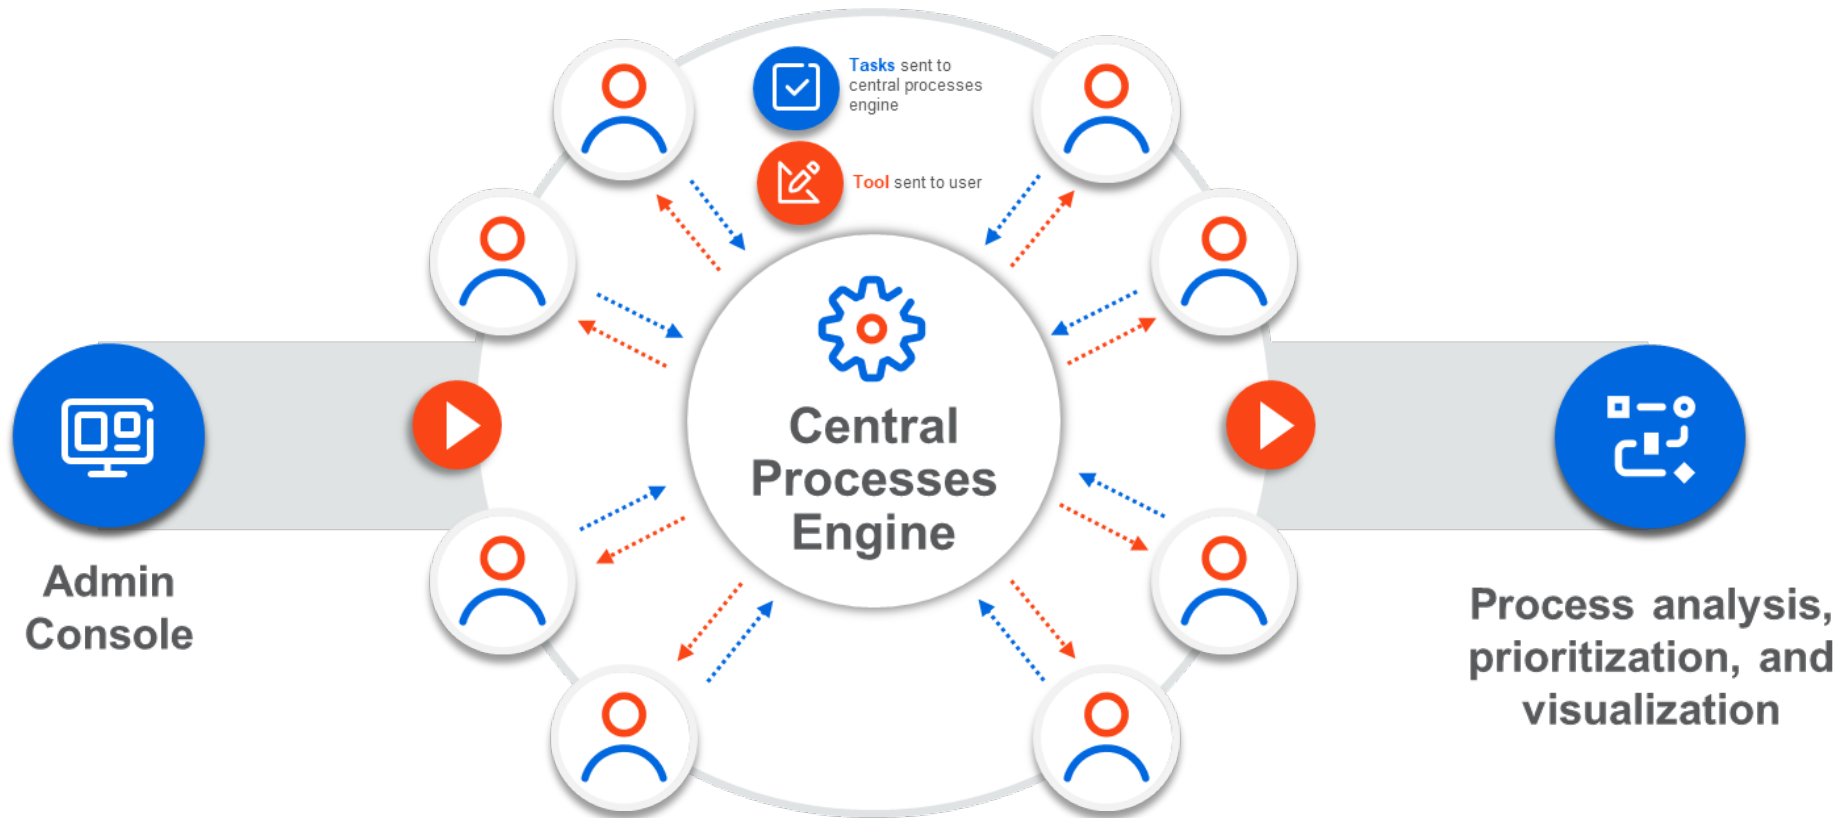 Tasks sent to
central processes
engine
Tool sent to user
Central
Processes
Engine
Admin
Console
Process analysis,
prioritization, and
visualization